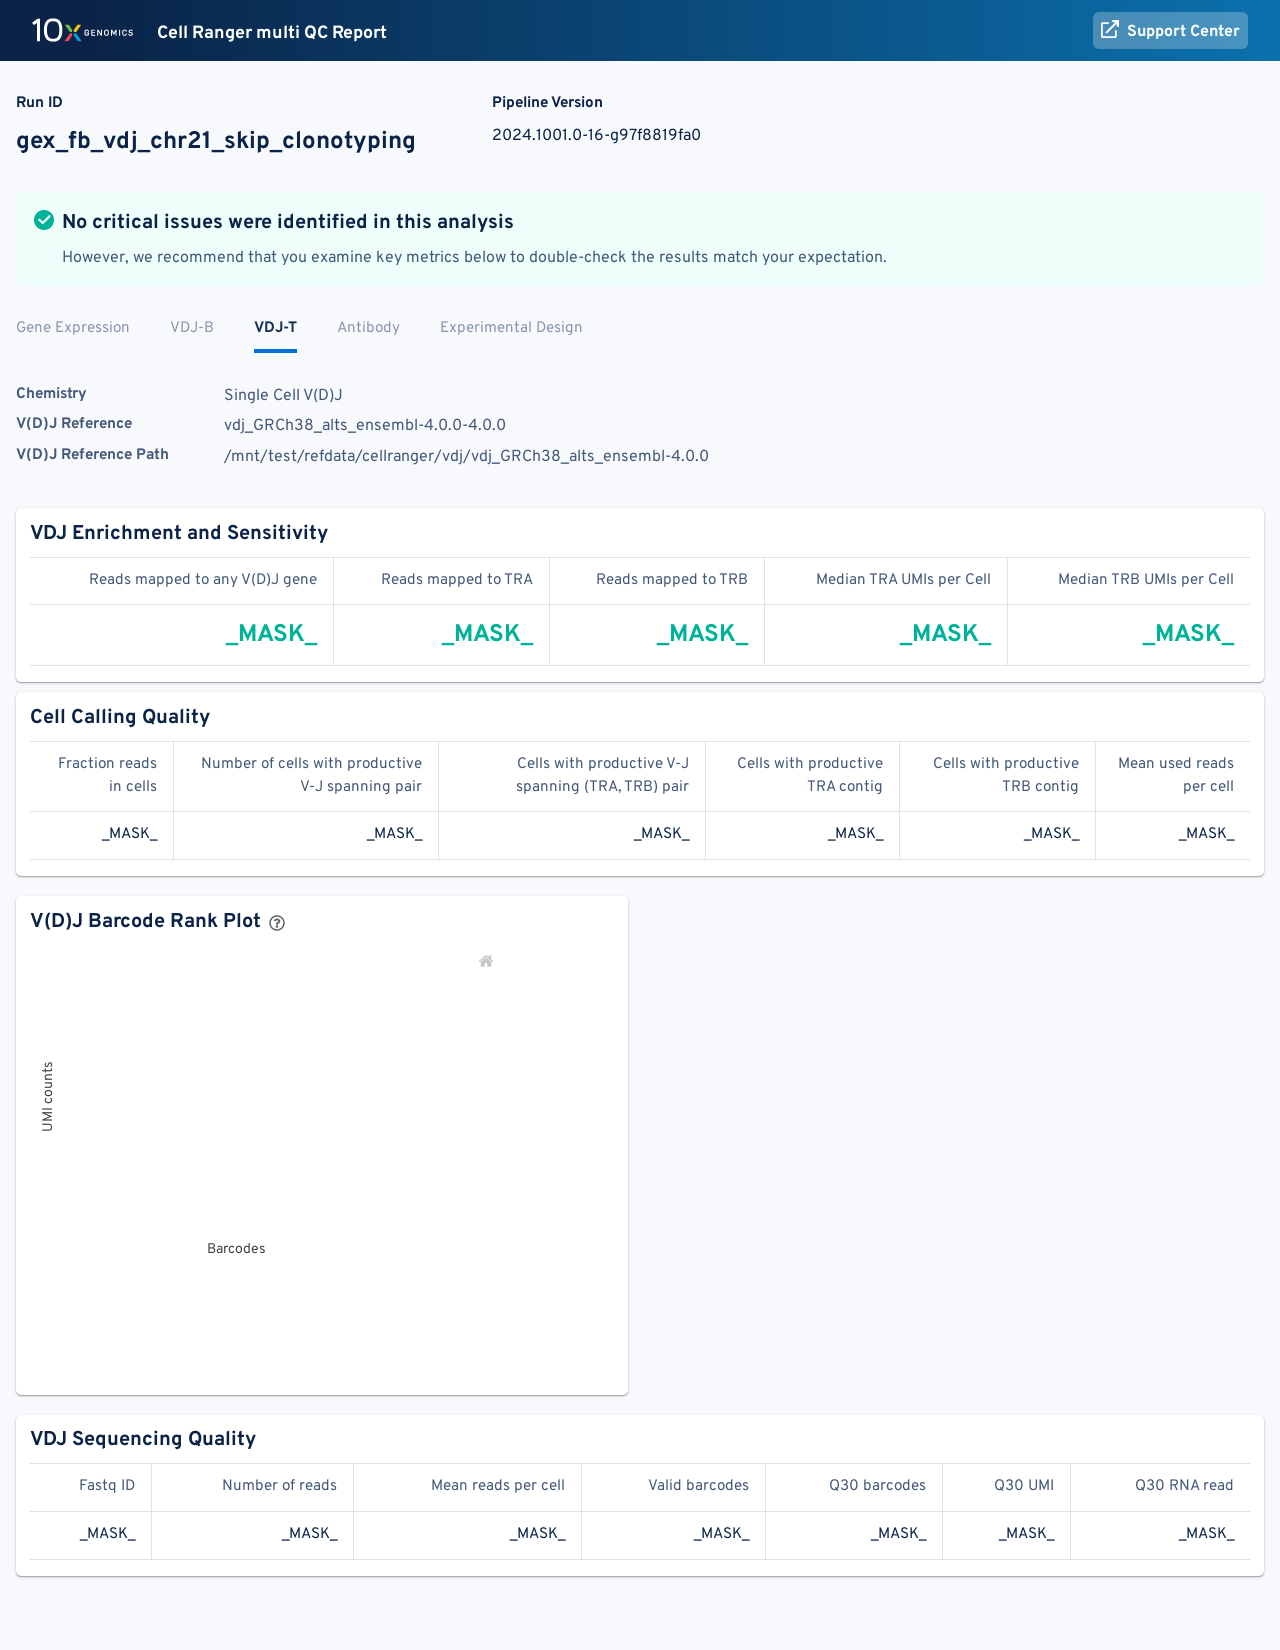 10x GENOMICS Cell Ranger multi QC Report Support Center
Run ID Pipeline Version
gex_fb_vdj_chr21_skip_clonotyping 2024.1001.0-16-g97f8819fa0
No critical issues were identified in this analysis
However, we recommend that you examine key metrics below to double-check the results match your expectation.
Gene Expression VDJ-B VDJ-T Antibody Experimental Design
Chemistry Single Cell V(D)J
V(D)J Reference vdj_GRCh38_alts_ensembl-4.0.0-4.0.0
V(D)J Reference Path /mnt/test/refdata/cellranger/vdj/vdj_GRCh38_alts_ensembl-4.0.0
VDJ Enrichment and Sensitivity
Reads mapped to any V(D)J gene Reads mapped to TRA Reads mapped to TRB Median TRA UMIs per Cell Median TRB UMIs per Cell
_MASK_ _MASK_ _MASK_ _MASK_ _MASK_
Cell Calling Quality
Fraction reads Number of cells with productive Cells with productive V-J Cells with productive Cells with productive Mean used reads
in cells V-J spanning pair spanning (TRA, TRB) pair TRA contig TRB contig per cell
_MASK_ _MASK_ _MASK_ _MASK_ _MASK_ _MASK_
V(D)J Barcode Rank Plot ?
UMI counts
Barcodes
VDJ Sequencing Quality
Fastq ID Number of reads Mean reads per cell Valid barcodes Q30 barcodes Q30 UMI Q30 RNA read
_MASK_ _MASK_ _MASK_ _MASK_ _MASK_ _MASK_ _MASK_